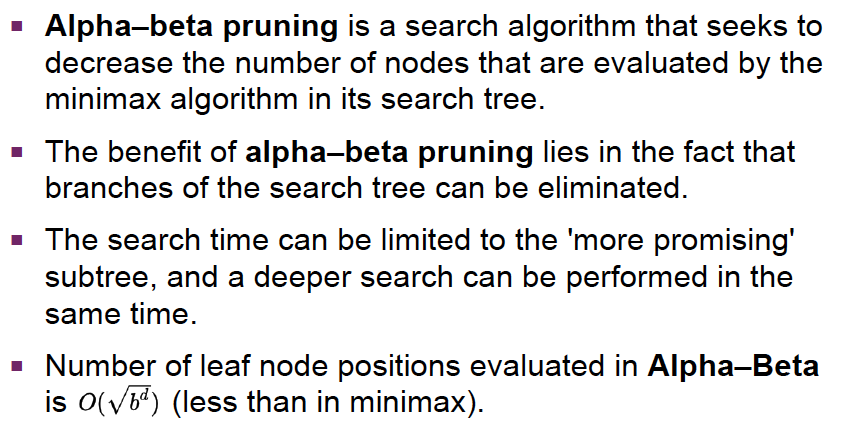 ▪ Alpha–beta pruning is a search algorithm that seeks to
decrease the number of nodes that are evaluated by the
minimax algorithm in its search tree.
▪ The benefit of alpha–beta pruning lies in the fact that
branches of the search tree can be eliminated.
▪ The search time can be limited to the 'more promising'
subtree, and a deeper search can be performed in the
same time.
▪ Number of leaf node positions evaluated in Alpha–Beta
is O(√b^d) (less than in minimax).